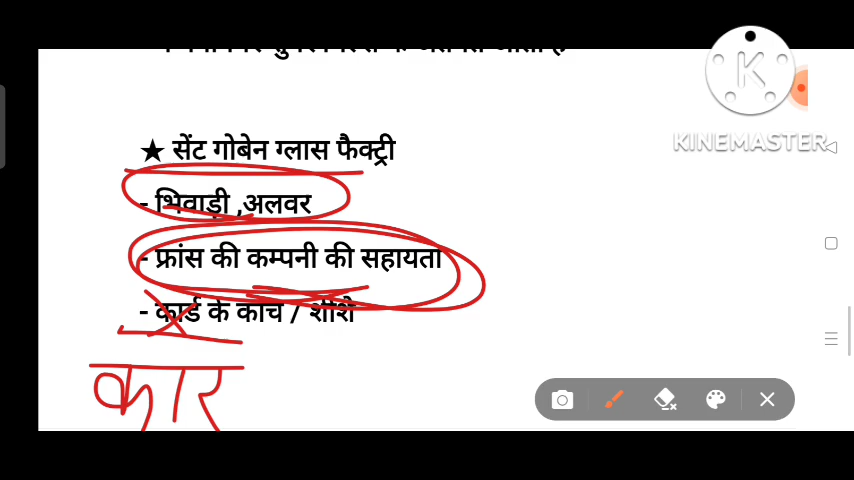 ★ सेंट गोबेन ग्लास फैक्ट्री
- भिवाड़ी ,अलवर
- फ्रांस की कम्पनी की सहायता
- कार्ड के कांच / शीशे
कार
KINEMASTER